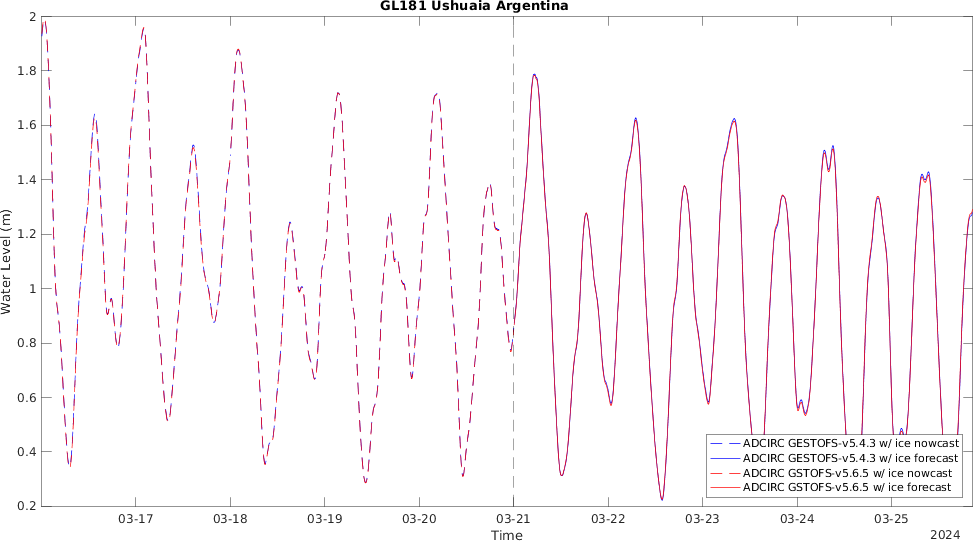 GL181 Ushuaia Argentina
2
1.8
1.6
1.4
1.2
1
0.8
0.6
0.4
0.2
Water Level (m)
ADCIRC GESTOFS-v5.4.3 w/ ice nowcast
ADCIRC GESTOFS-v5.4.3 w/ ice forecast
ADCIRC GSTOFS-v5.6.5 w/ ice nowcast
ADCIRC GSTOFS-v5.6.5 w/ ice forecast
03-17 03-18 03-19 03-20 03-21 03-22 03-23 03-24 03-25
Time
2024